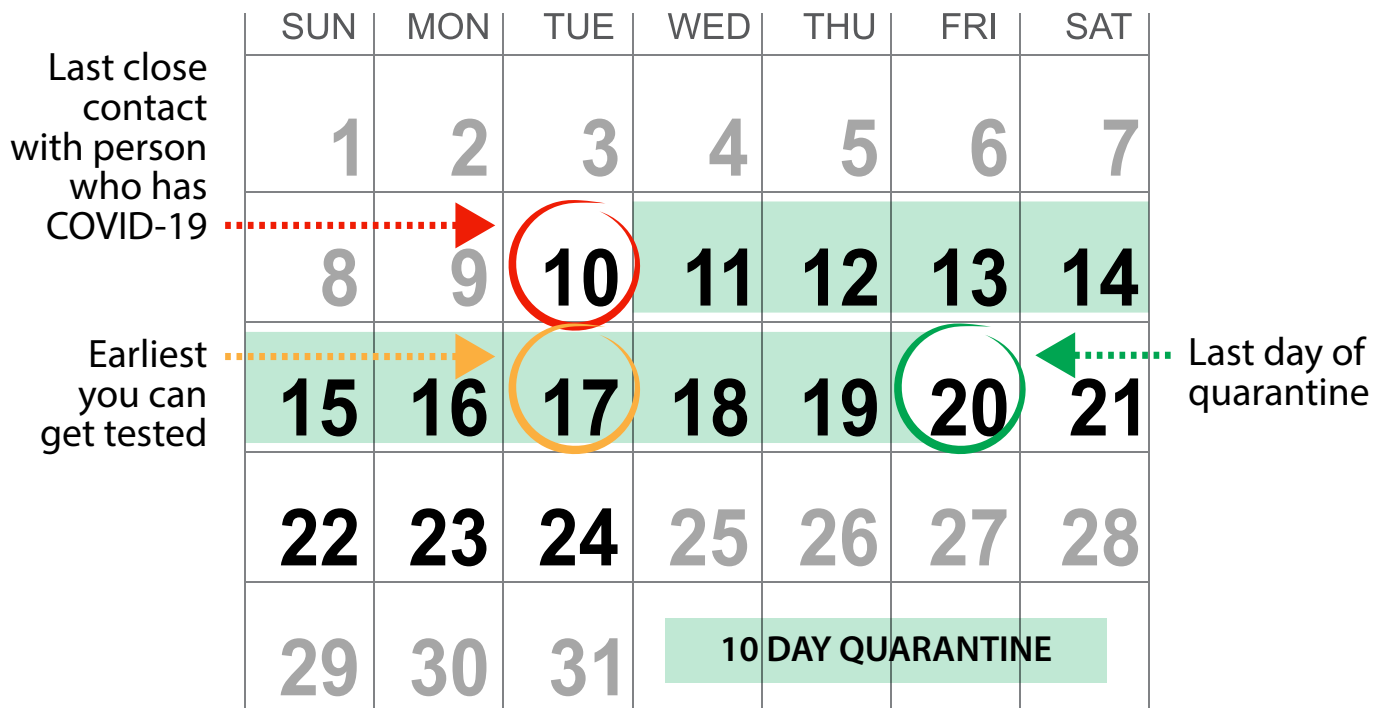 SUN MON TUE WED THU FRI SAT
Last close
contact
with person
who has
COVID-19
1 2 3 4 5 6 7
8 9 10 11 12 13 14
Earliest
you can
get tested
15 16 17 18 19 20 21
Last day of
quarantine
22 23 24 25 26 27 28
29 30 31
10 DAY QUARANTINE